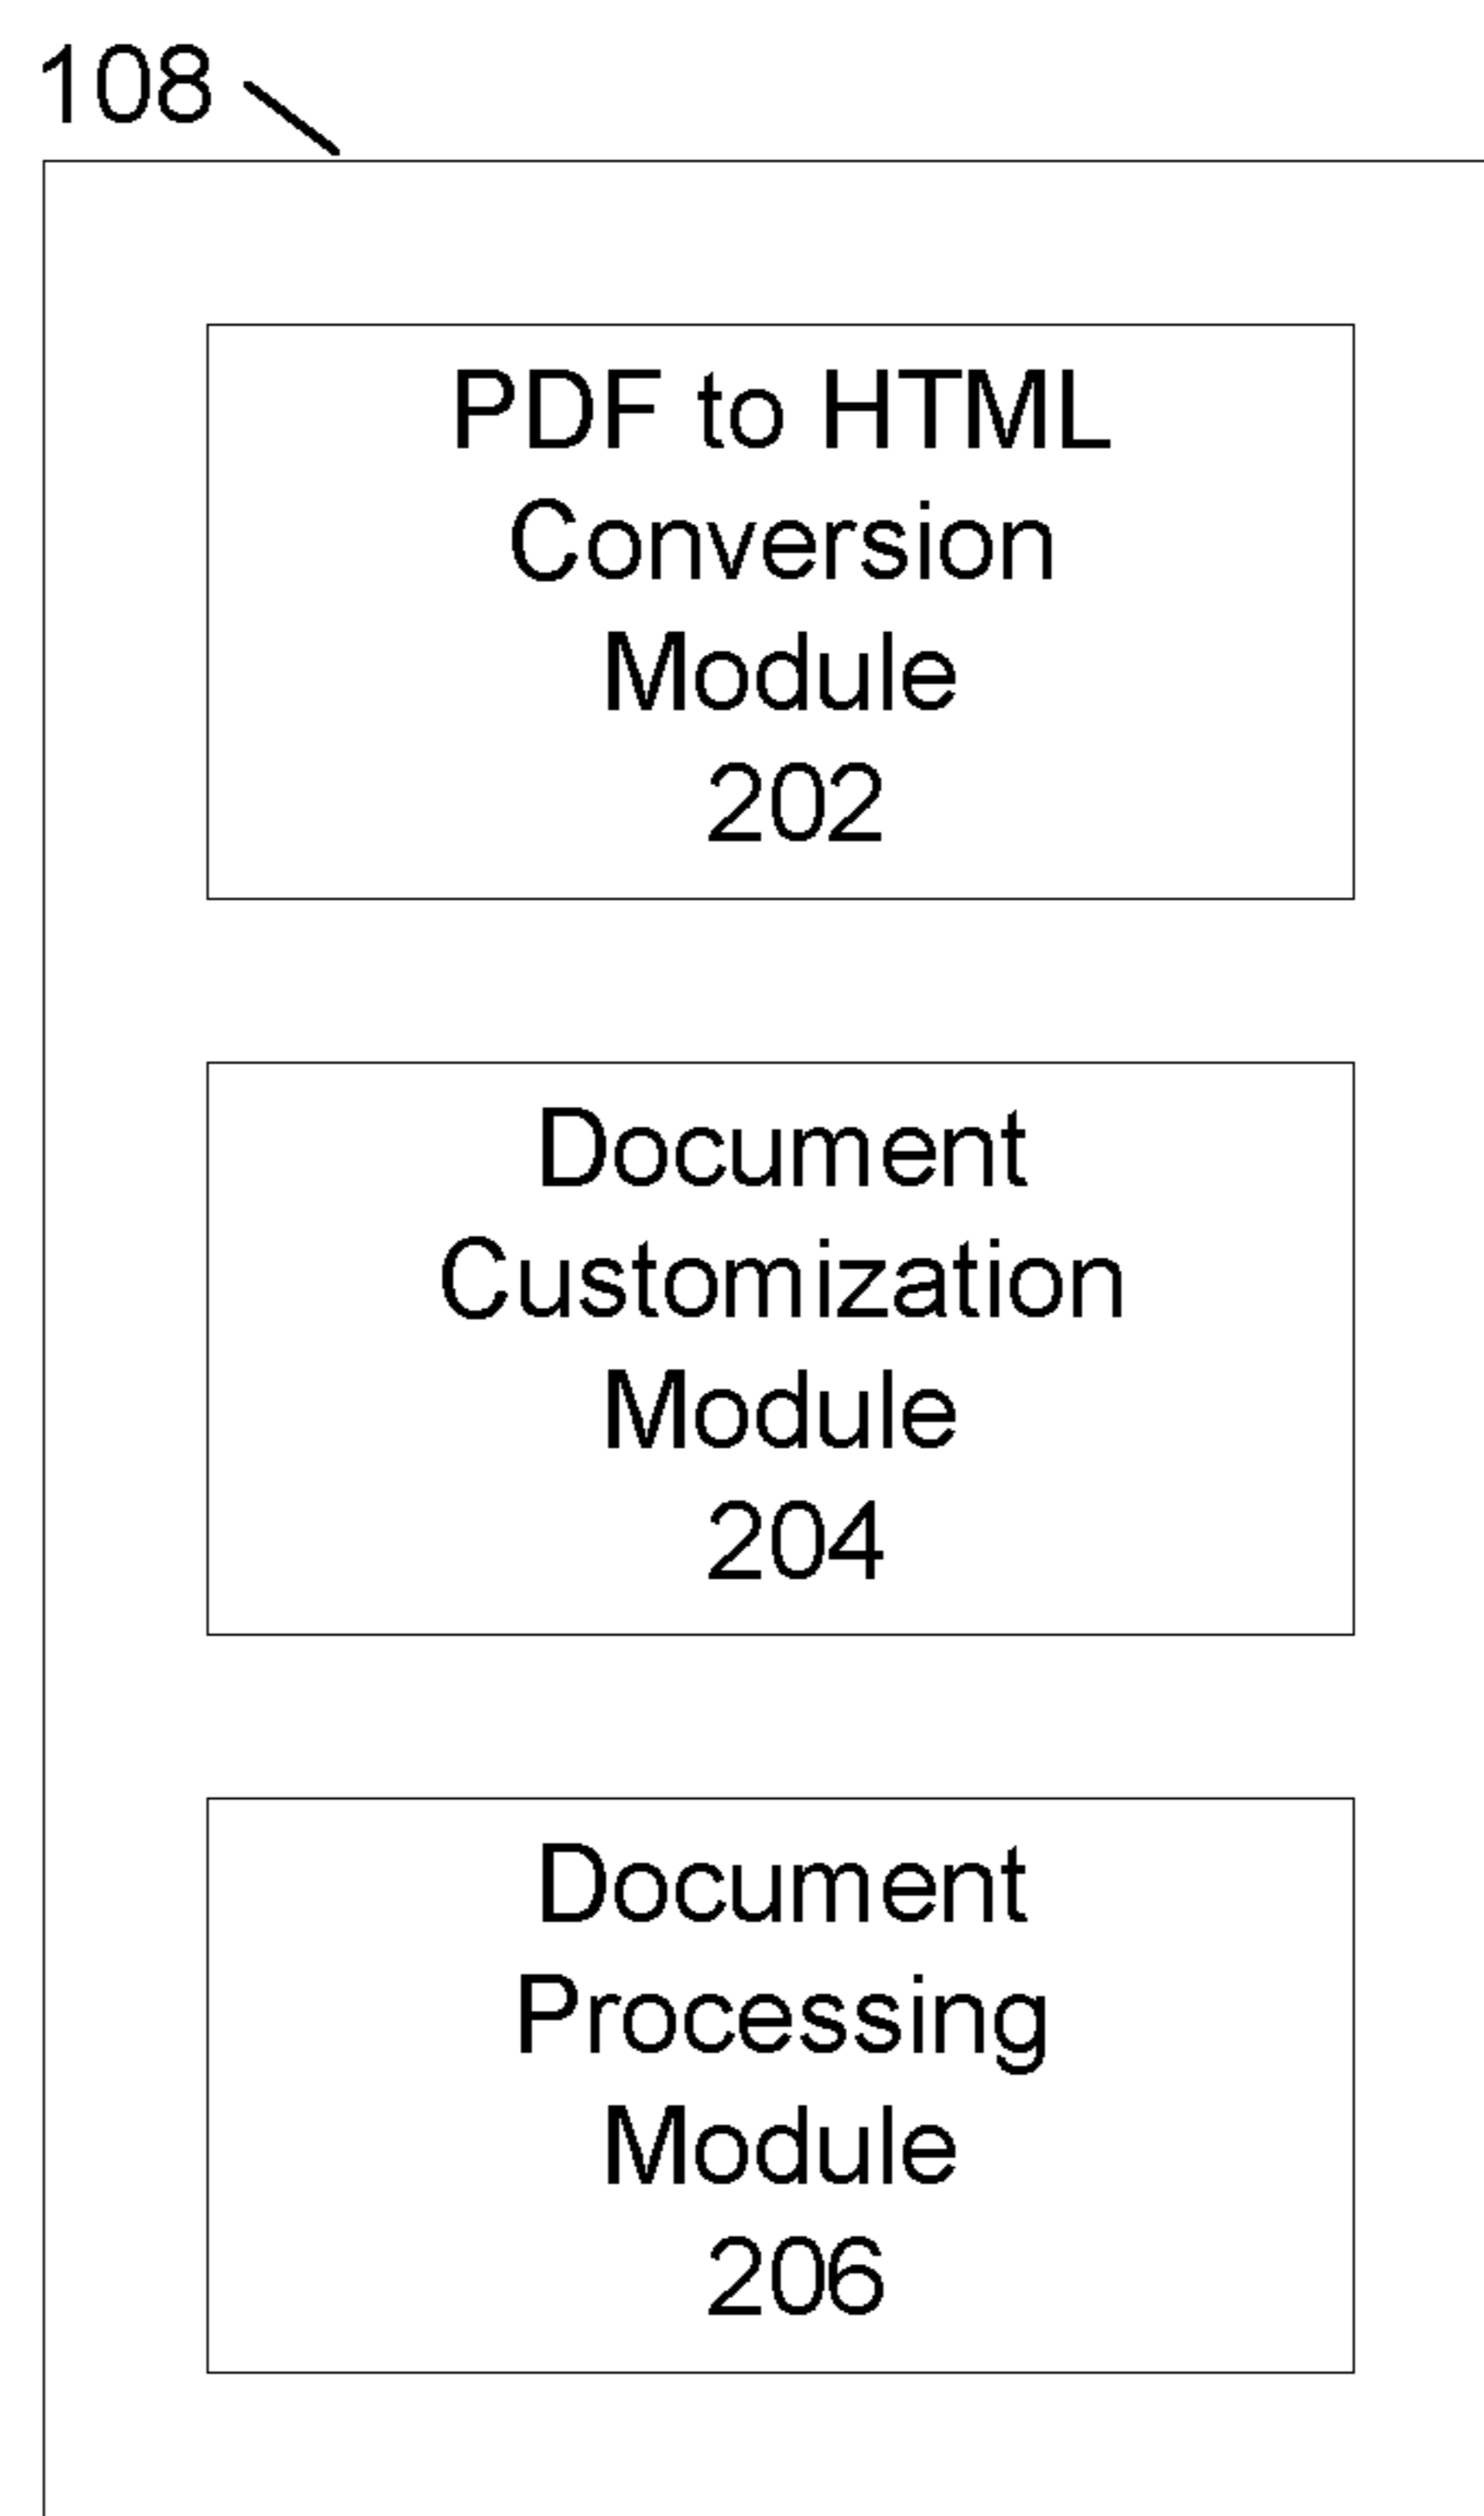 108
PDF to HTML
Conversion
Module
202
Document
Customization
Module
204
Document
Processing
Module
206